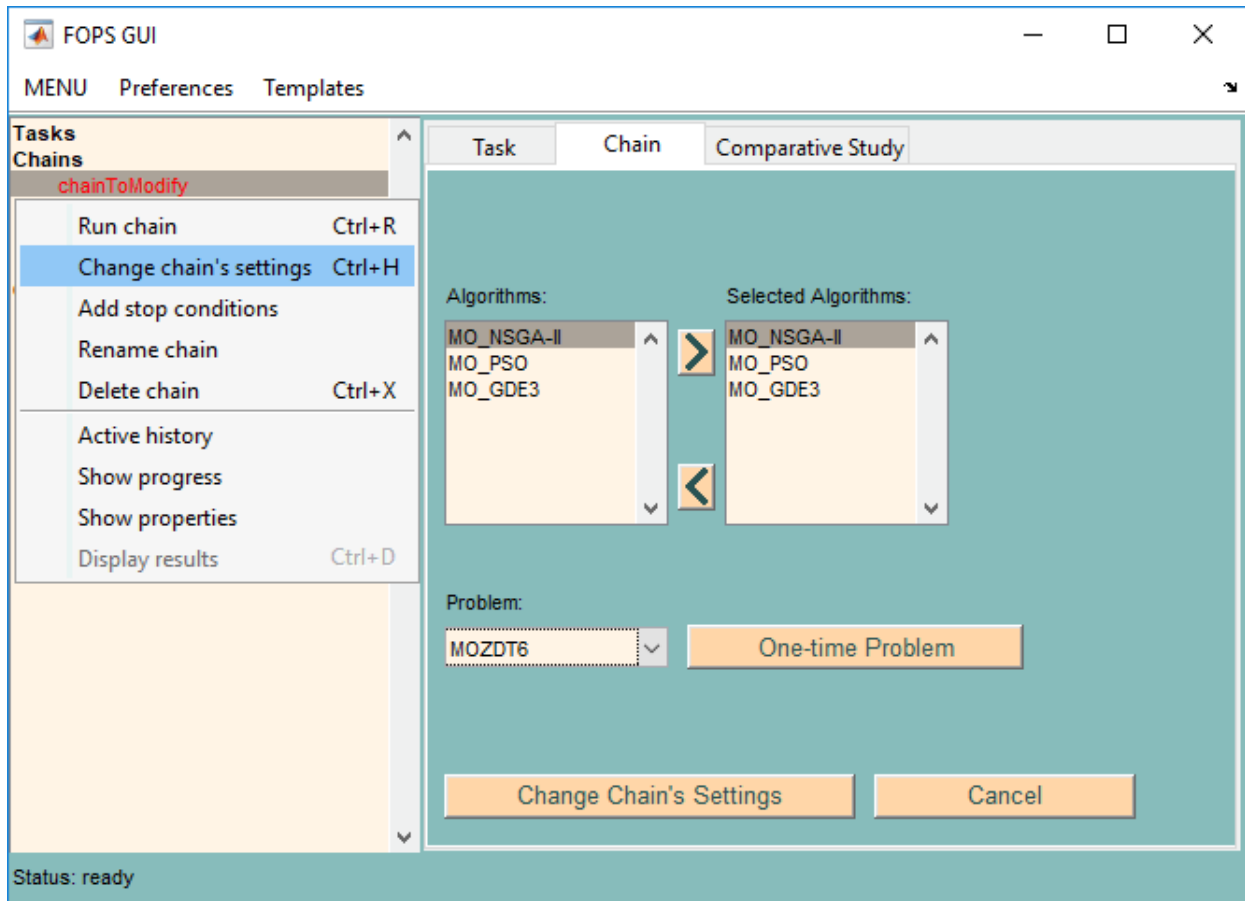 FOPS GUI
MENU Preferences Templates
Tasks
Chains
chainToModify
Run chain Ctrl+R
Change chain's settings Ctrl+H
Add stop conditions
Rename chain
Delete chain Ctrl+X
Active history
Show progress
Show properties
Display results Ctrl+D
Task Chain Comparative Study
Algorithms:
MO_NSGA-II
MO_PSO
MO_GDE3
Selected Algorithms:
MO_NSGA-II
MO_PSO
MO_GDE3
Problem:
MOZDT6
One-time Problem
Change Chain's Settings
Cancel
Status: ready